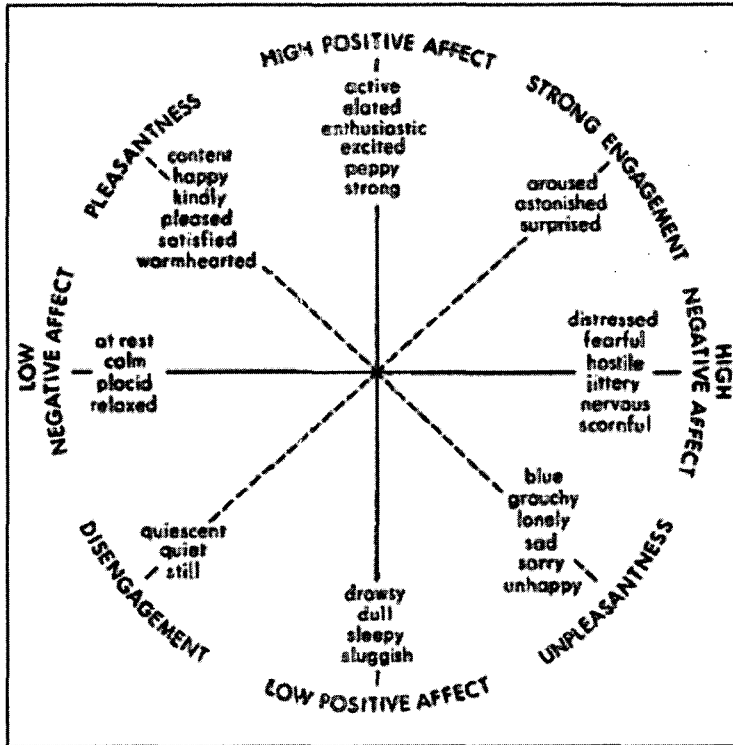 HIGH POSITIVE AFFECT
active
elated
enthusiastic
excited
peppy
strong
STRONG ENGAGEMENT
aroused
astonished
surprised
HIGH
NEGATIVE AFFECT
distressed
fearful
hostile
jittery
nervous
scornful
UNPLEASANTNESS
blue
grouchy
lonely
sad
sorry
unhappy
LOW POSITIVE AFFECT
drowsy
dull
sleepy
sluggish
DISENGAGEMENT
quiescent
quiet
still
LOW
NEGATIVE AFFECT
at rest
calm
placid
relaxed
PLEASANTNESS
content
happy
kindly
pleased
satisfied
warmhearted